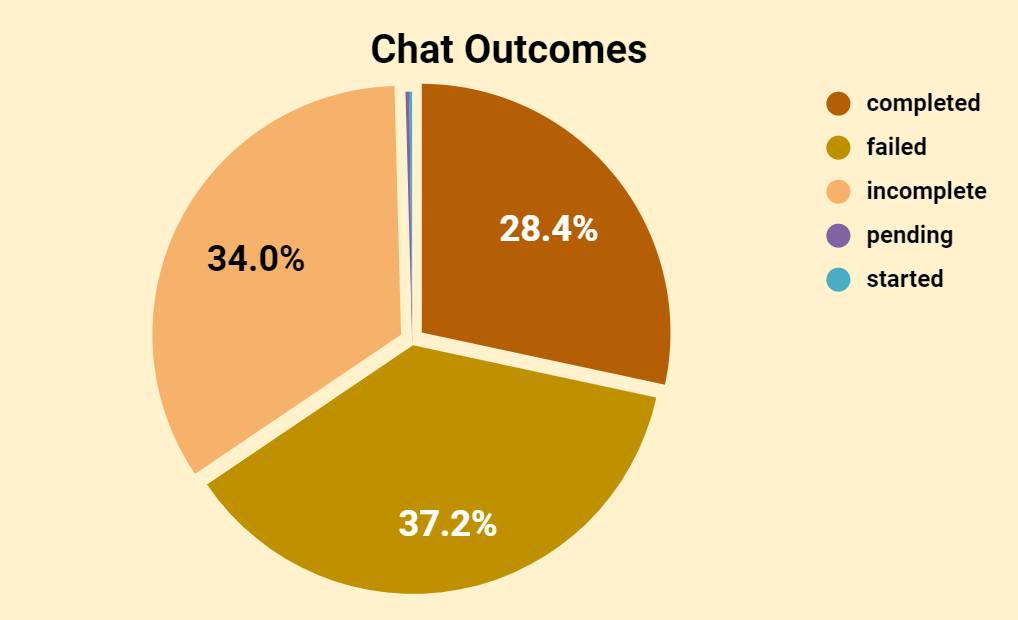 Chat Outcomes
completed
failed
incomplete
pending
started
28.4%
34.0%
37.2%